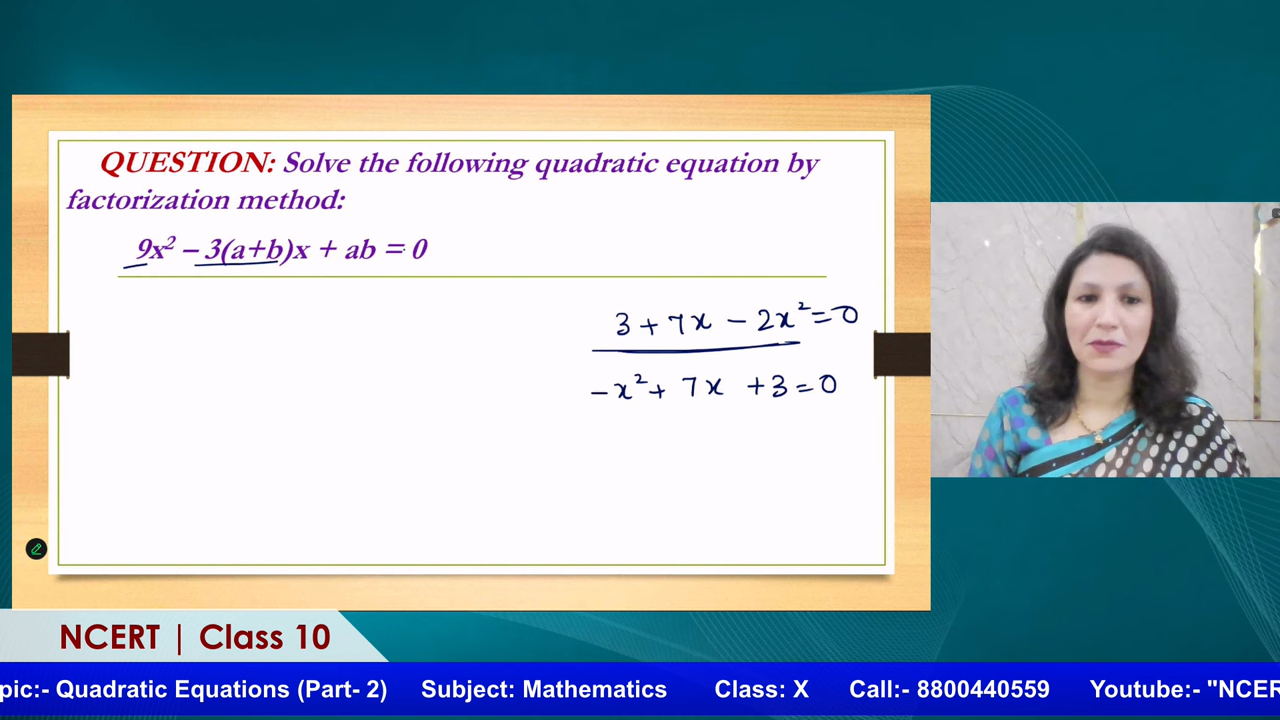 QUESTION: Solve the following quadratic equation by
factorization method:
9x² – 3(a+b)x + ab = 0
3 + 7x – 2x² = 0
– x² + 7x + 3 = 0
NCERT | Class 10
pic:- Quadratic Equations (Part- 2) Subject: Mathematics Class: X Call:- 8800440559 Youtube:- "NCER